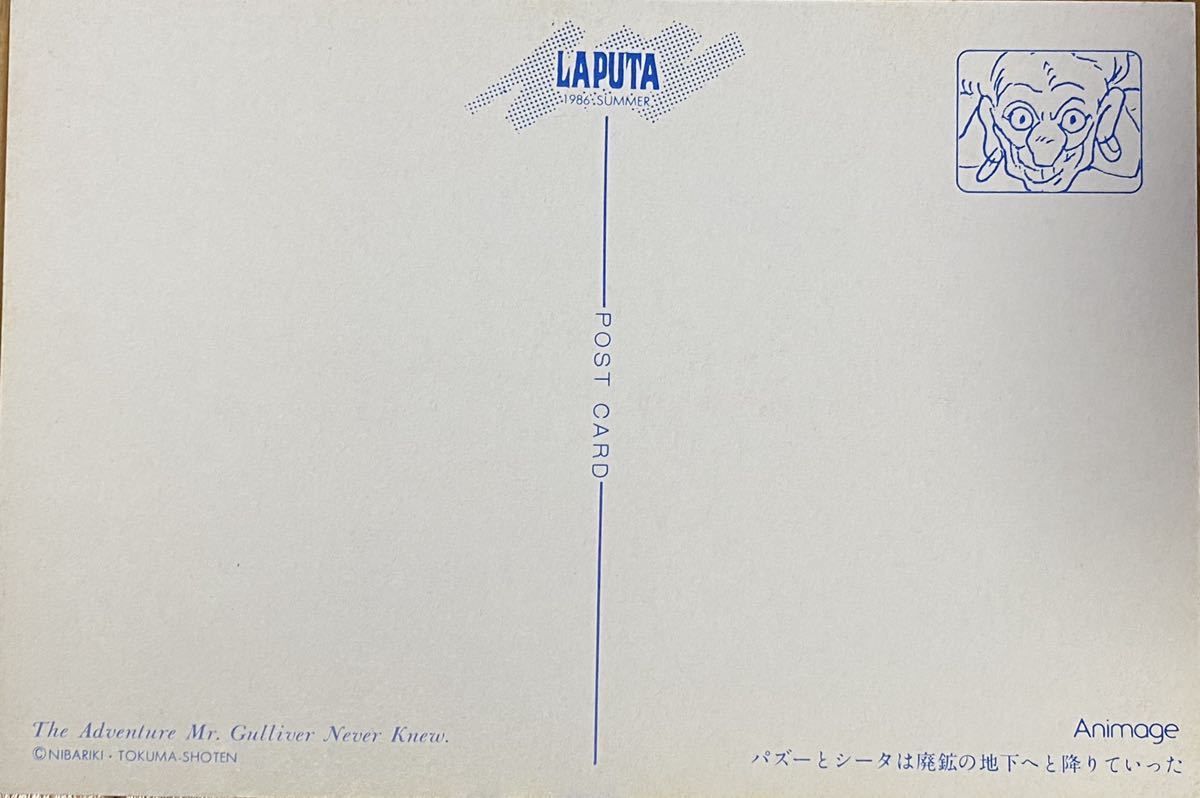 LAPUTA
1986·SUMMER
POST CARD
The Adventure Mr. Gulliver Never Knew.
©NIBARIKI・TOKUMA-SHOTEN
Animage
パズーとシータは廃鉱の地下へと降りていった